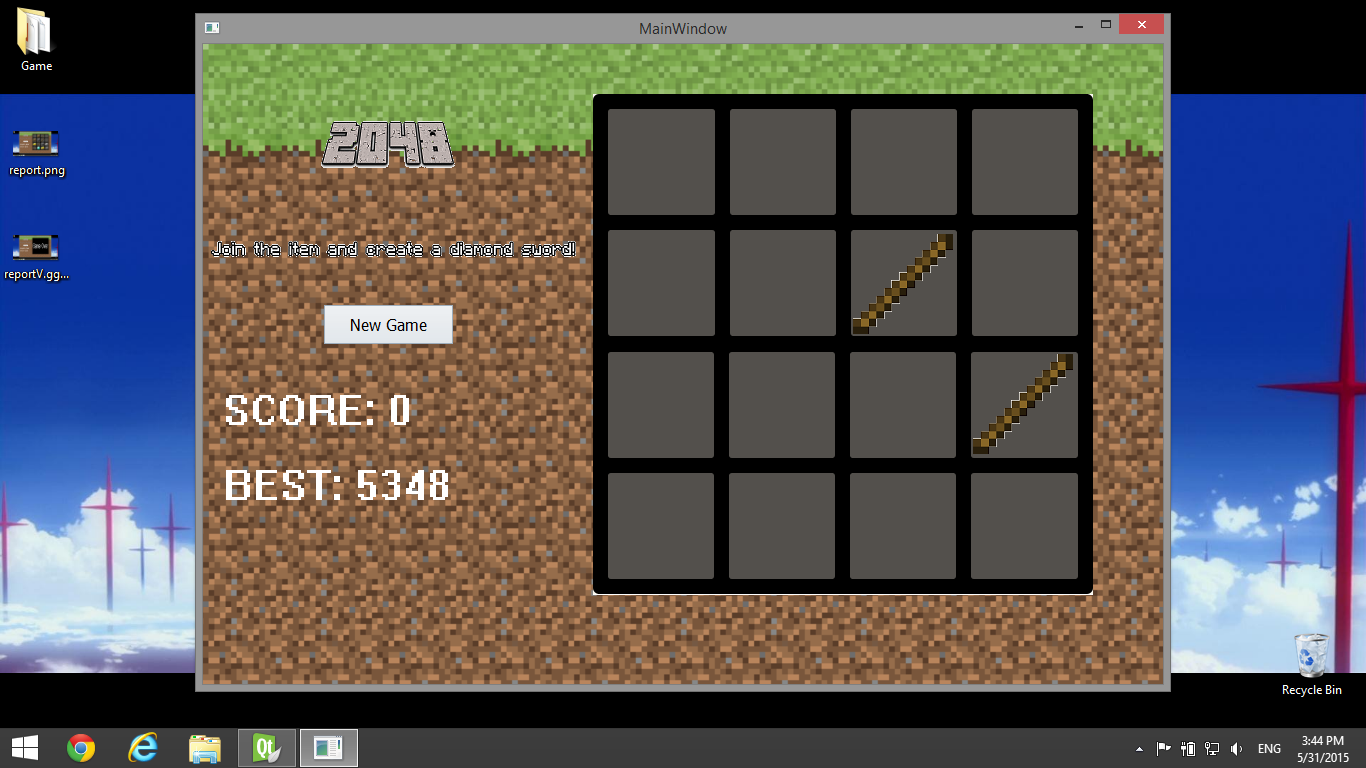 Game
report.png
reportV.gg...
MainWindow
2048
Join the item and create a diamond sword!
New Game
SCORE: 0
BEST: 5348
Recycle Bin
Qt
ENG
3:44 PM
5/31/2015